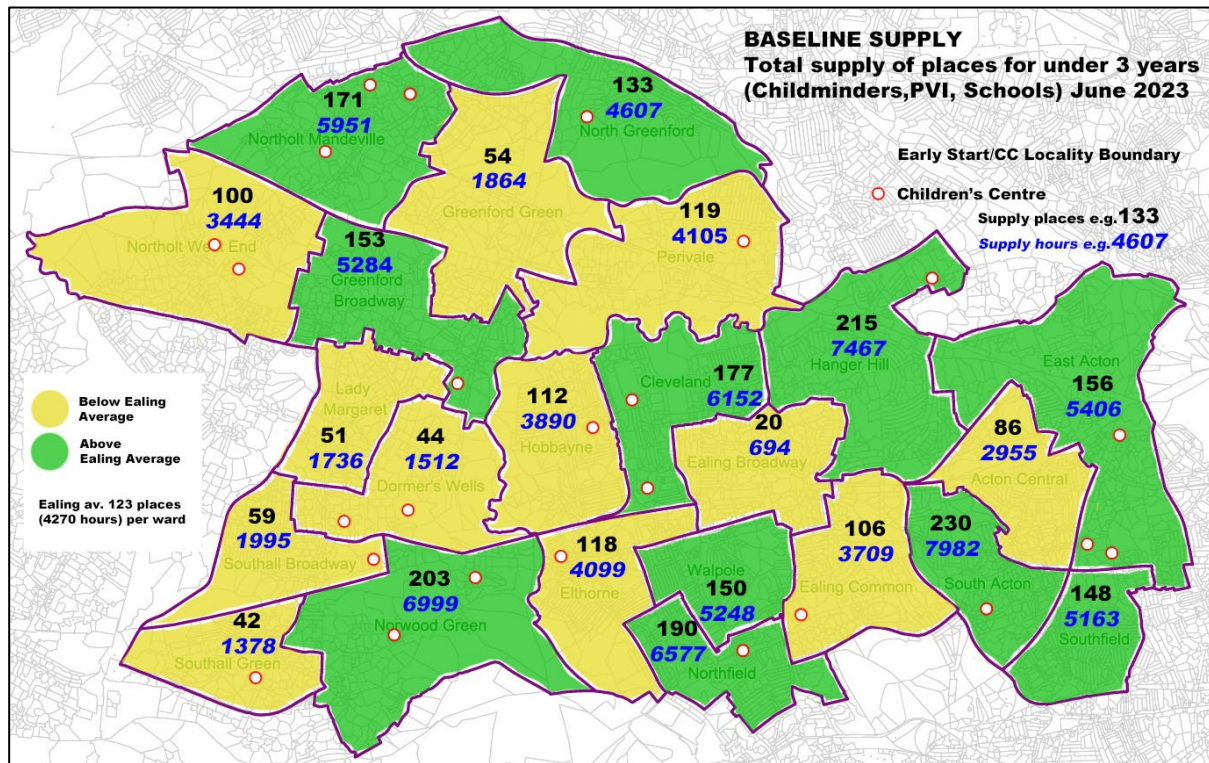 BASELINE SUPPLY
Total supply of places for under 3 years
(Childminders,PVI, Schools) June 2023
Early Start/CC Locality Boundary
Children's Centre
Supply places e.g.133
Supply hours e.g.4607
133
4607
North Greenford
171
5951
Northolt Mandeville
54
1864
Greenford Green
100
3444
Northolt West End
119
4105
Perivale
153
5284
Greenford
Broadway
215
7467
Hanger Hill
East Acton
156
5406
Cleveland
177
6152
Lady
Margaret
51
1736
44
1512
Dormer's Wells
112
3890
Hobbayne
20
694
Ealing Broadway
86
2955
Acton Central
Below Ealing
Average
Above
Ealing Average
Ealing av. 123 places
(4270 hours) per ward
59
1995
Southall Broadway
203
6999
Norwood Green
118
4099
Elthorne
Walpole
150
5248
106
3709
Ealing Common
230
7982
South Acton
148
5163
Southfield
42
1378
Southall Green
190
6577
Northfield